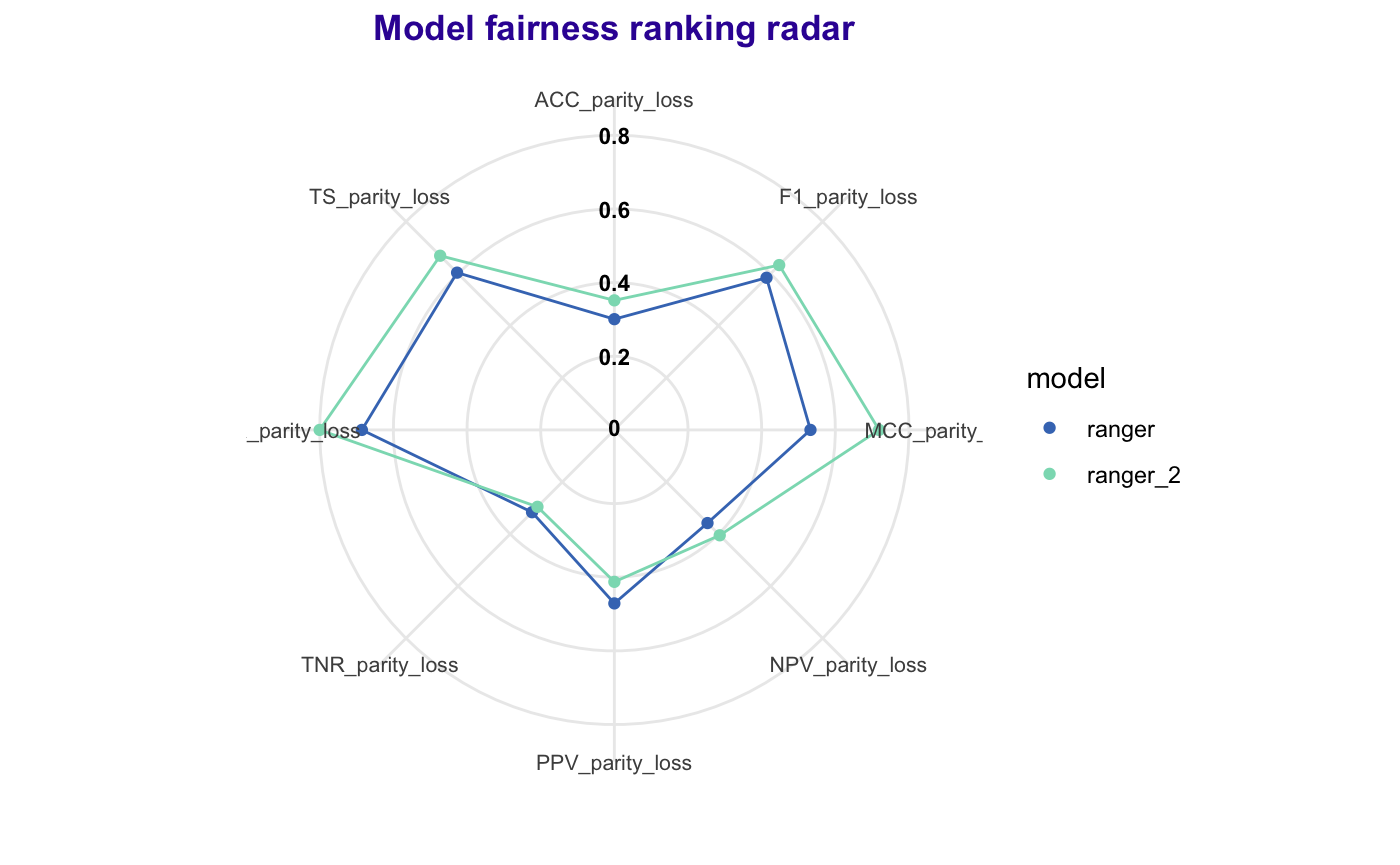 Model fairness ranking radar
ACC_parity_loss
0.8
TS_parity_loss
F1_parity_loss
0.6
0.4
0.2
_parity_loss
0
MCC_parity_
TNR_parity_loss
NPV_parity_loss
PPV_parity_loss
model
ranger
ranger_2